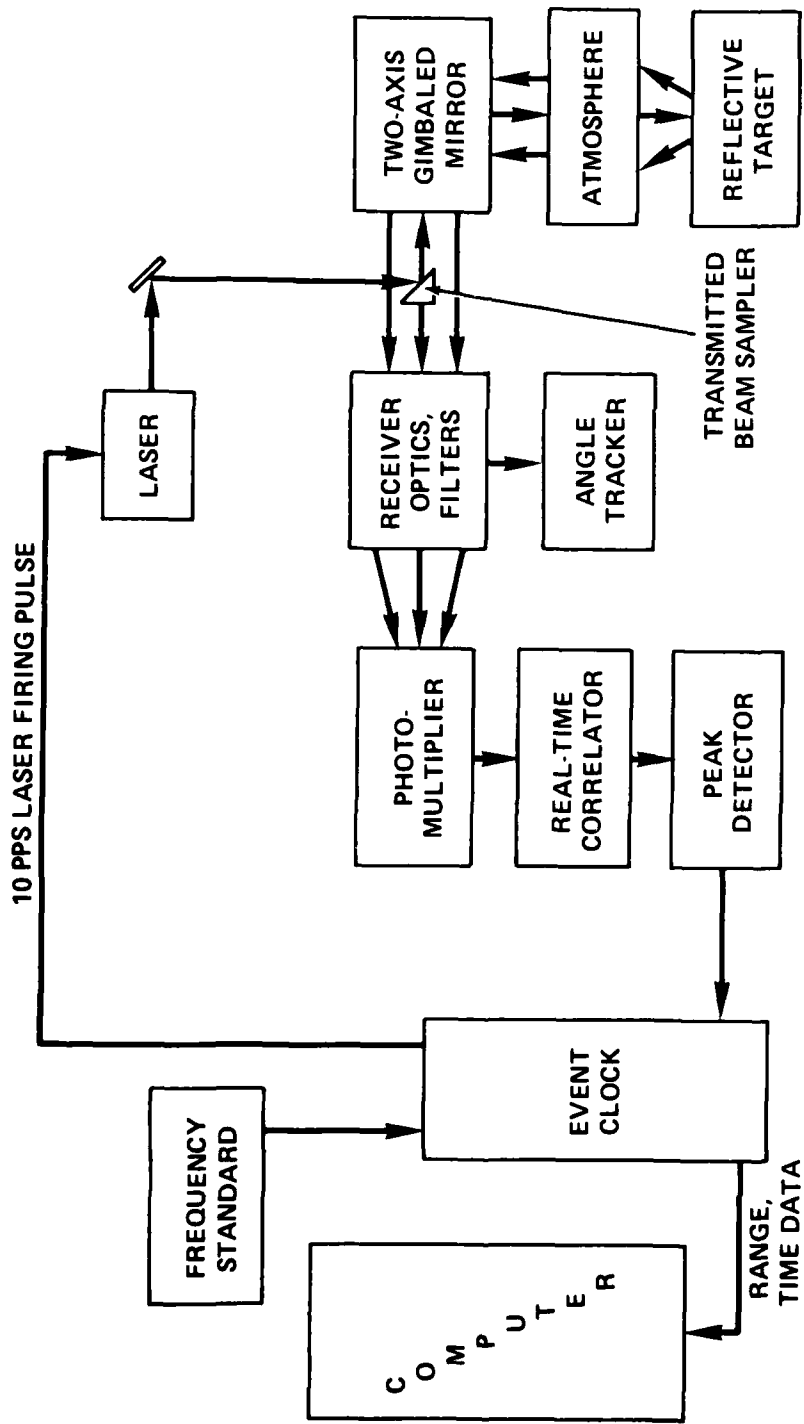 10 PPS LASER FIRING PULSE
FREQUENCY
STANDARD
LASER
COMPUTER
EVENT
CLOCK
PHOTO-
MULTIPLIER
RECEIVER
OPTICS,
FILTERS
TWO-AXIS
GIMBALED
MIRROR
REAL-TIME
CORRELATOR
ANGLE
TRACKER
ATMOSPHERE
PEAK
DETECTOR
TRANSMITTED
BEAM SAMPLER
REFLECTIVE
TARGET
RANGE,
TIME DATA